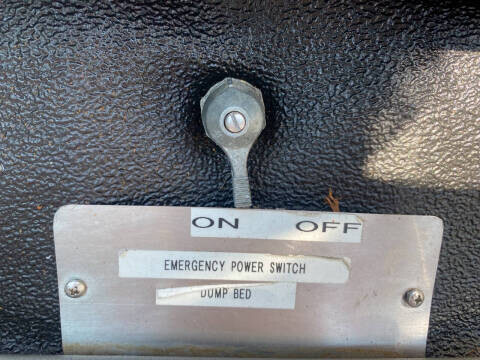 ON OFF
EMERGENCY POWER SWITCH
DUMP BED